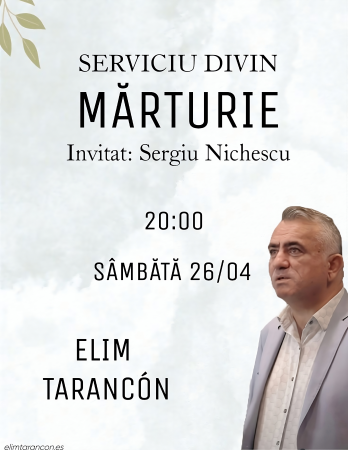 SERVICIU DIVIN
MĂRTURIE
Invitat: Sergiu Nichescu
20:00
SÂMBĂTĂ 26/04
ELIM
TARANCÓN
elimtarancon.es